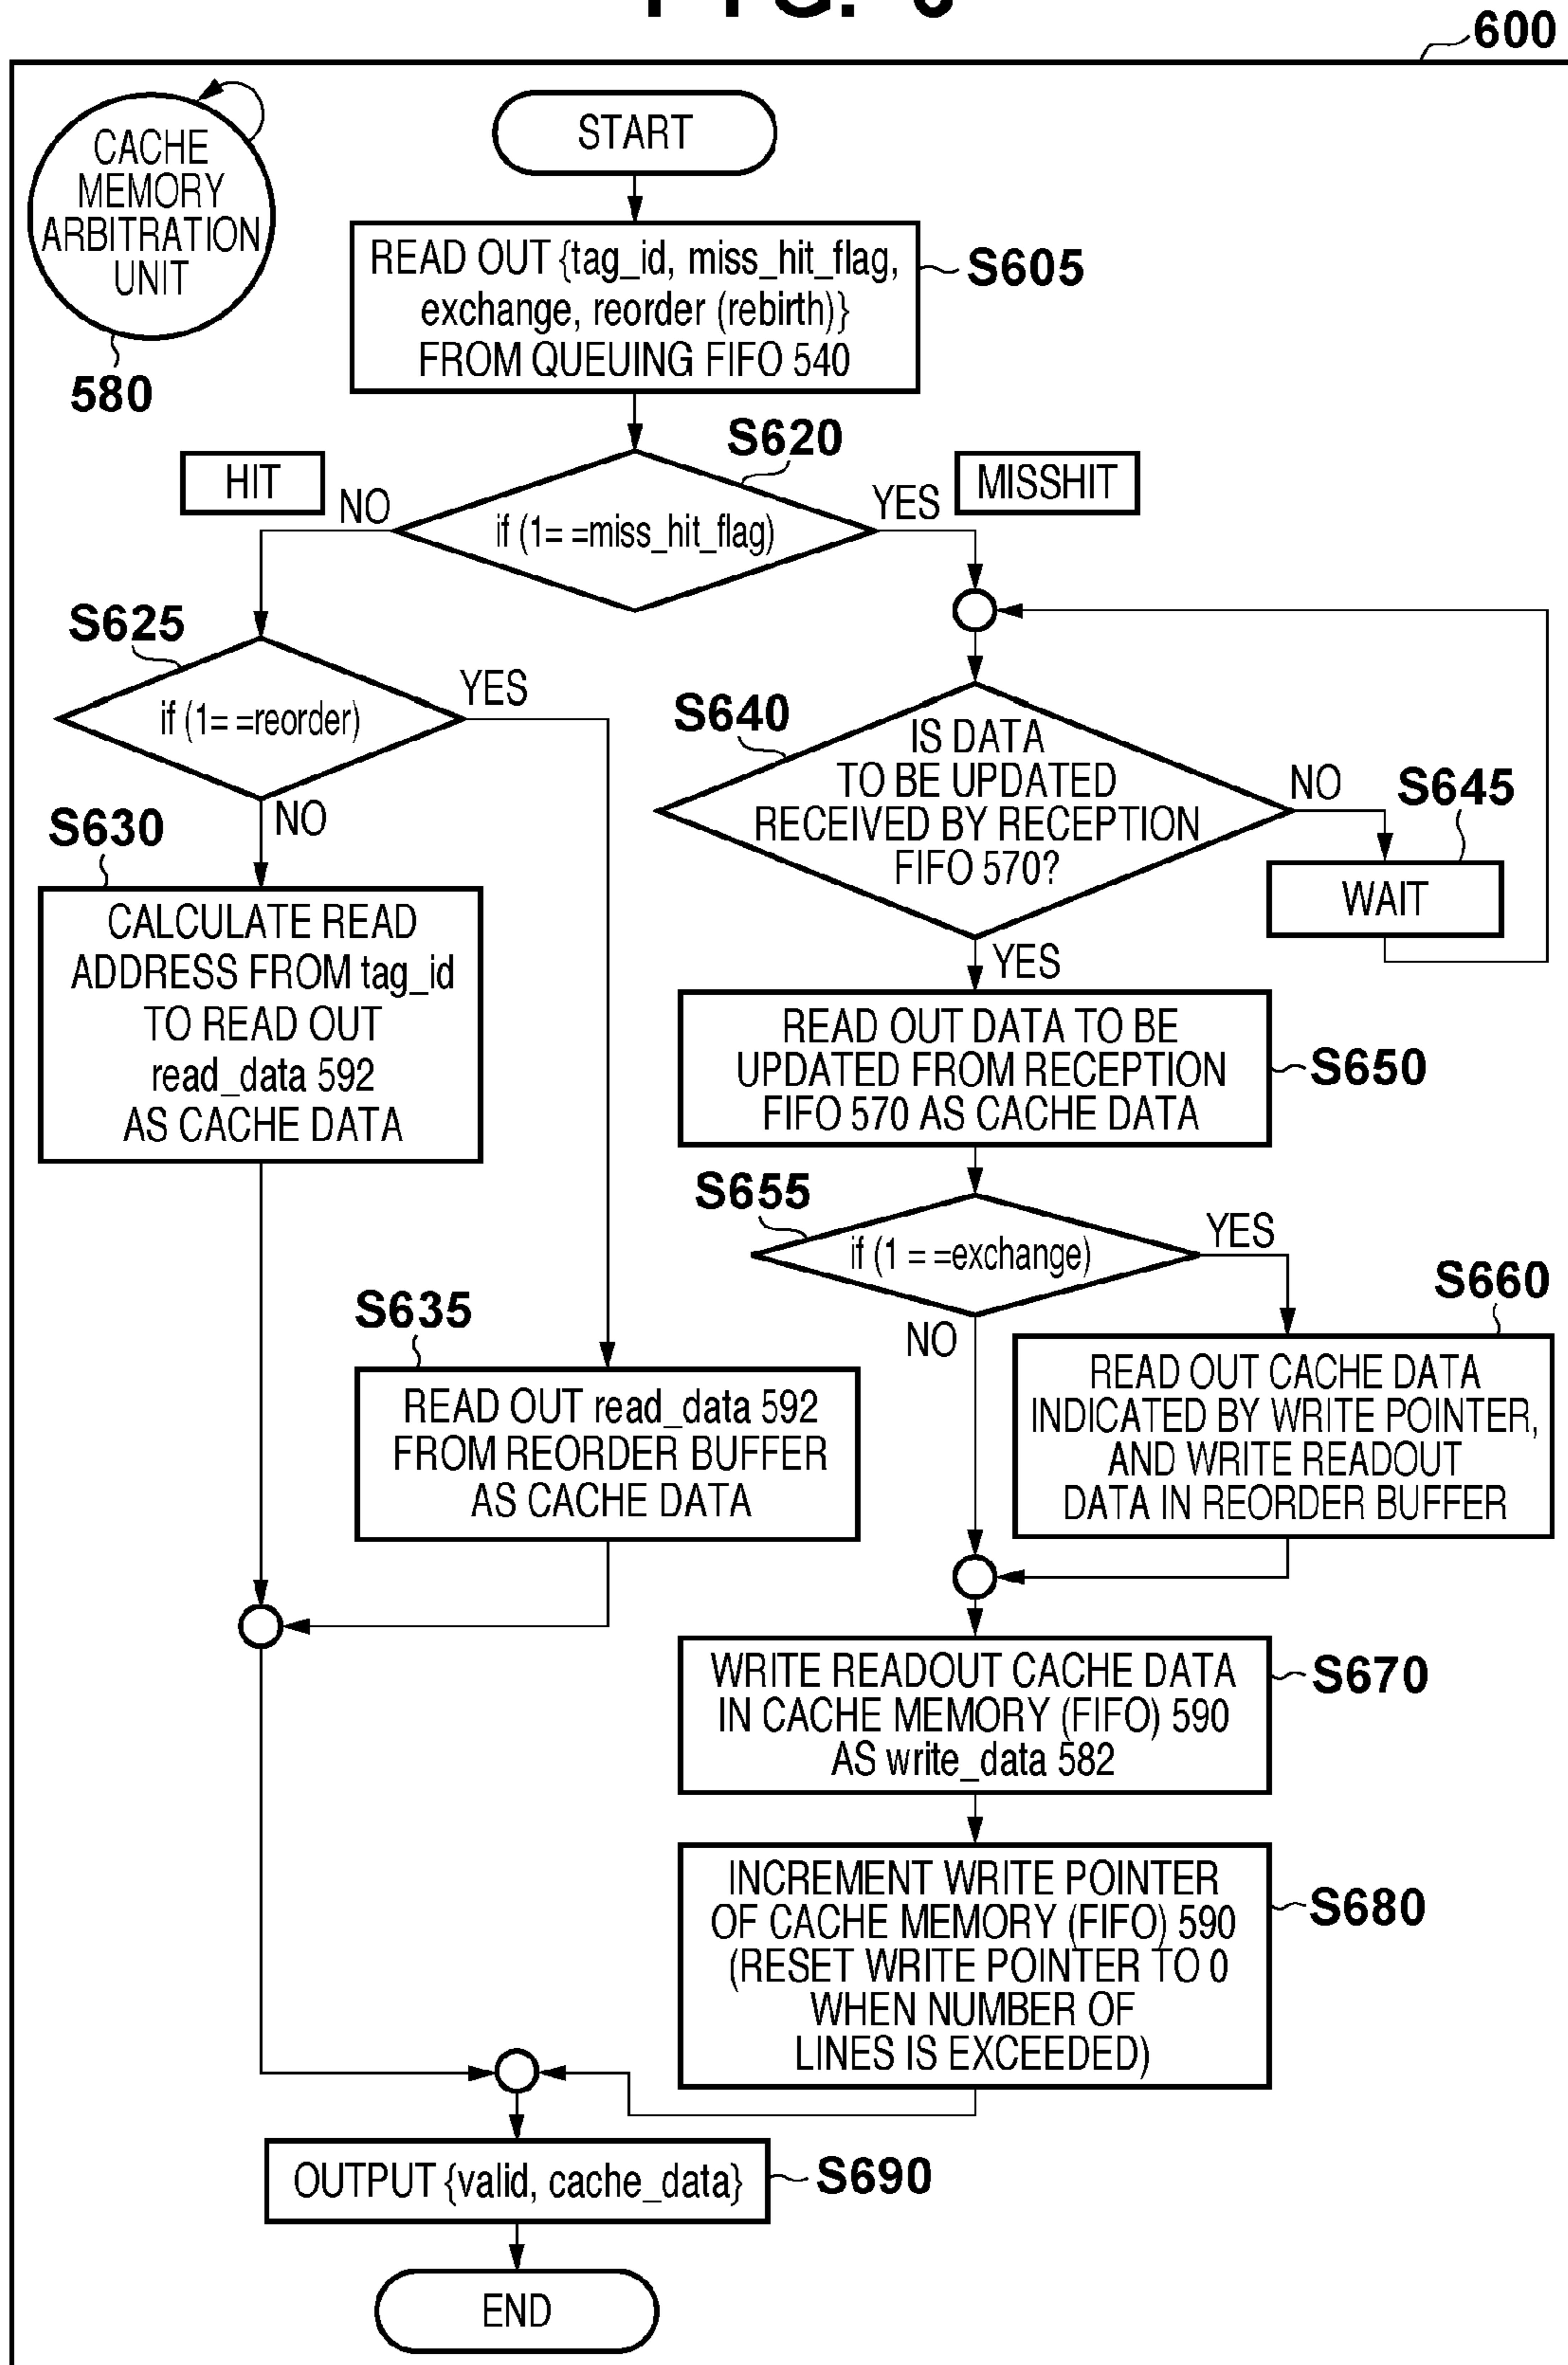 600
CACHE
MEMORY
ARBITRATION
UNIT
580
START
READ OUT {tag_id, miss_hit_flag,
exchange, reorder (rebirth)}
FROM QUEUING FIFO 540
S605
S620
HIT
NO
if (1= =miss_hit_flag)
YES
MISSHIT
S625
if (1= =reorder)
YES
NO
S630
CALCULATE READ
ADDRESS FROM tag_id
TO READ OUT
read_data 592
AS CACHE DATA
S635
READ OUT read_data 592
FROM REORDER BUFFER
AS CACHE DATA
S640
IS DATA
TO BE UPDATED
RECEIVED BY RECEPTION
FIFO 570?
NO
S645
WAIT
YES
READ OUT DATA TO BE
UPDATED FROM RECEPTION
FIFO 570 AS CACHE DATA
S650
S655
if (1 = =exchange)
YES
NO
S660
READ OUT CACHE DATA
INDICATED BY WRITE POINTER,
AND WRITE READOUT
DATA IN REORDER BUFFER
WRITE READOUT CACHE DATA
IN CACHE MEMORY (FIFO) 590
AS write_data 582
S670
INCREMENT WRITE POINTER
OF CACHE MEMORY (FIFO) 590
(RESET WRITE POINTER TO 0
WHEN NUMBER OF
LINES IS EXCEEDED)
S680
OUTPUT {valid, cache_data}
S690
END